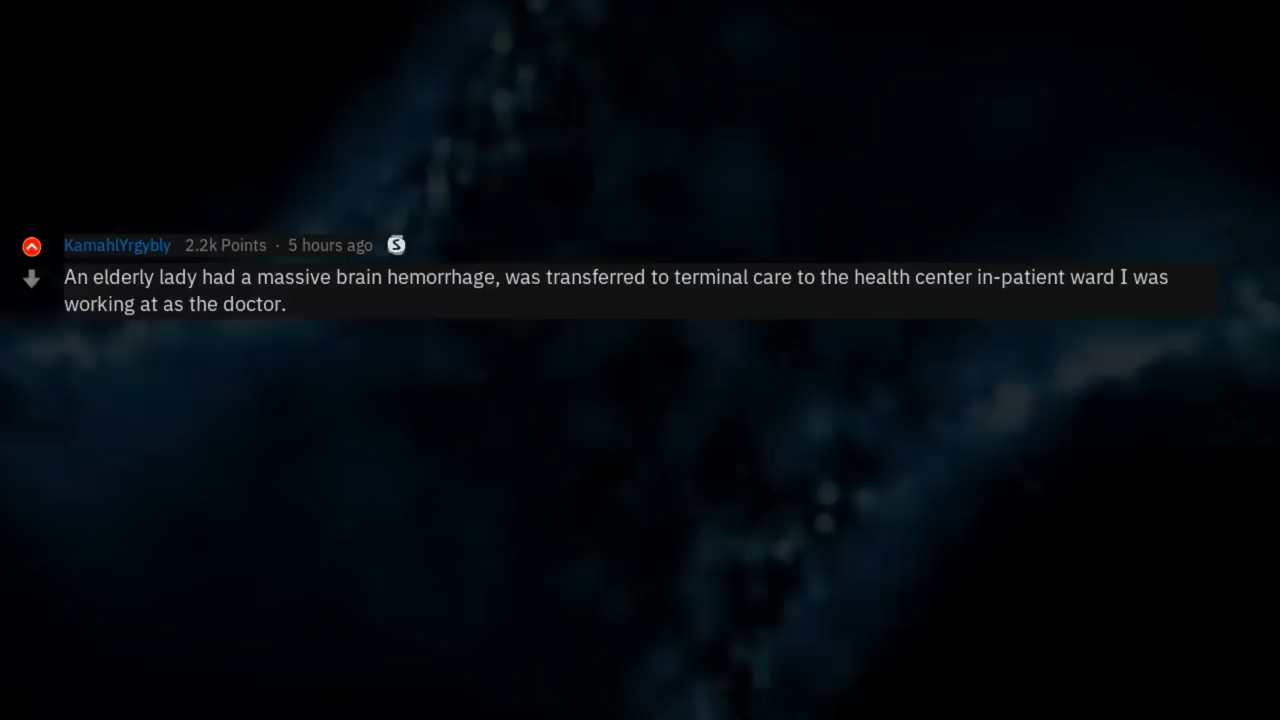 KamahlYrgybly 2.2k Points · 5 hours ago S
An elderly lady had a massive brain hemorrhage, was transferred to terminal care to the health center in-patient ward I was
working at as the doctor.